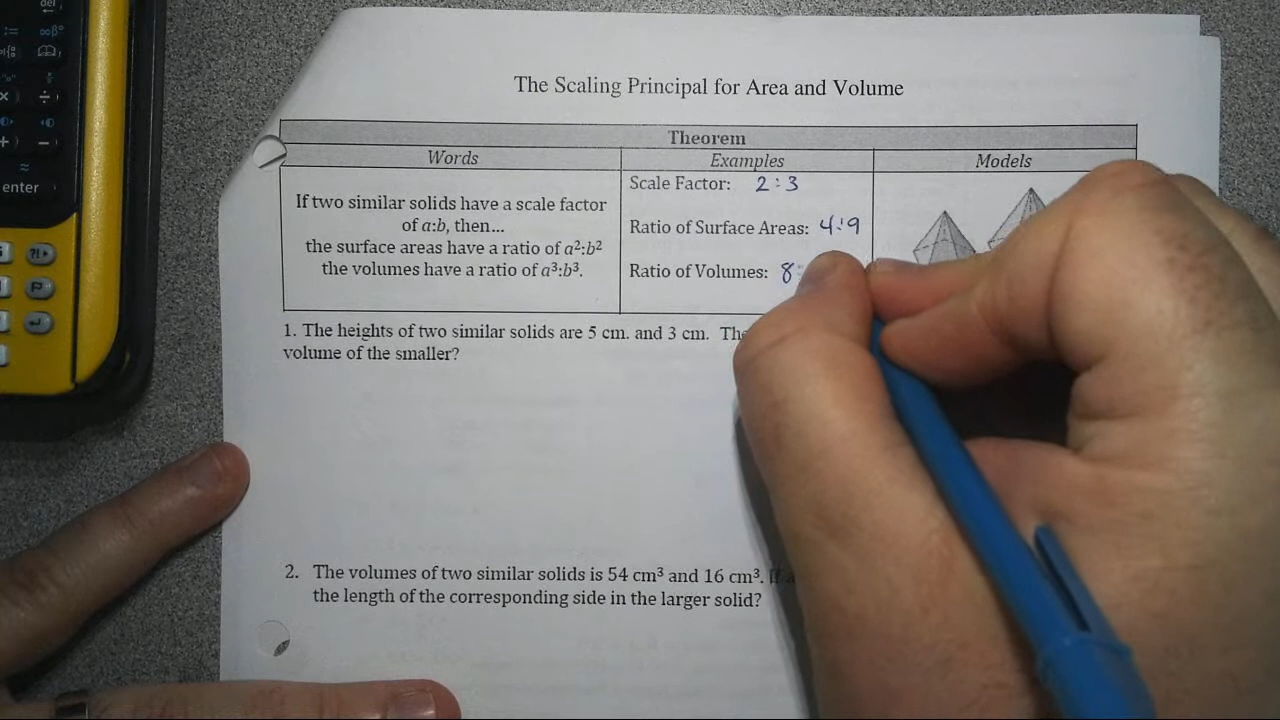 del
enter
The Scaling Principal for Area and Volume
Theorem
Words Examples Models
If two similar solids have a scale factor
of a:b, then...
the surface areas have a ratio of a²:b²
the volumes have a ratio of a³:b³.
Scale Factor: 2:3
Ratio of Surface Areas: 4:9
Ratio of Volumes: 8:
1. The heights of two similar solids are 5 cm. and 3 cm.
volume of the smaller?
2. The volumes of two similar solids is 54 cm³ and 16 cm³. If a
the length of the corresponding side in the larger solid?